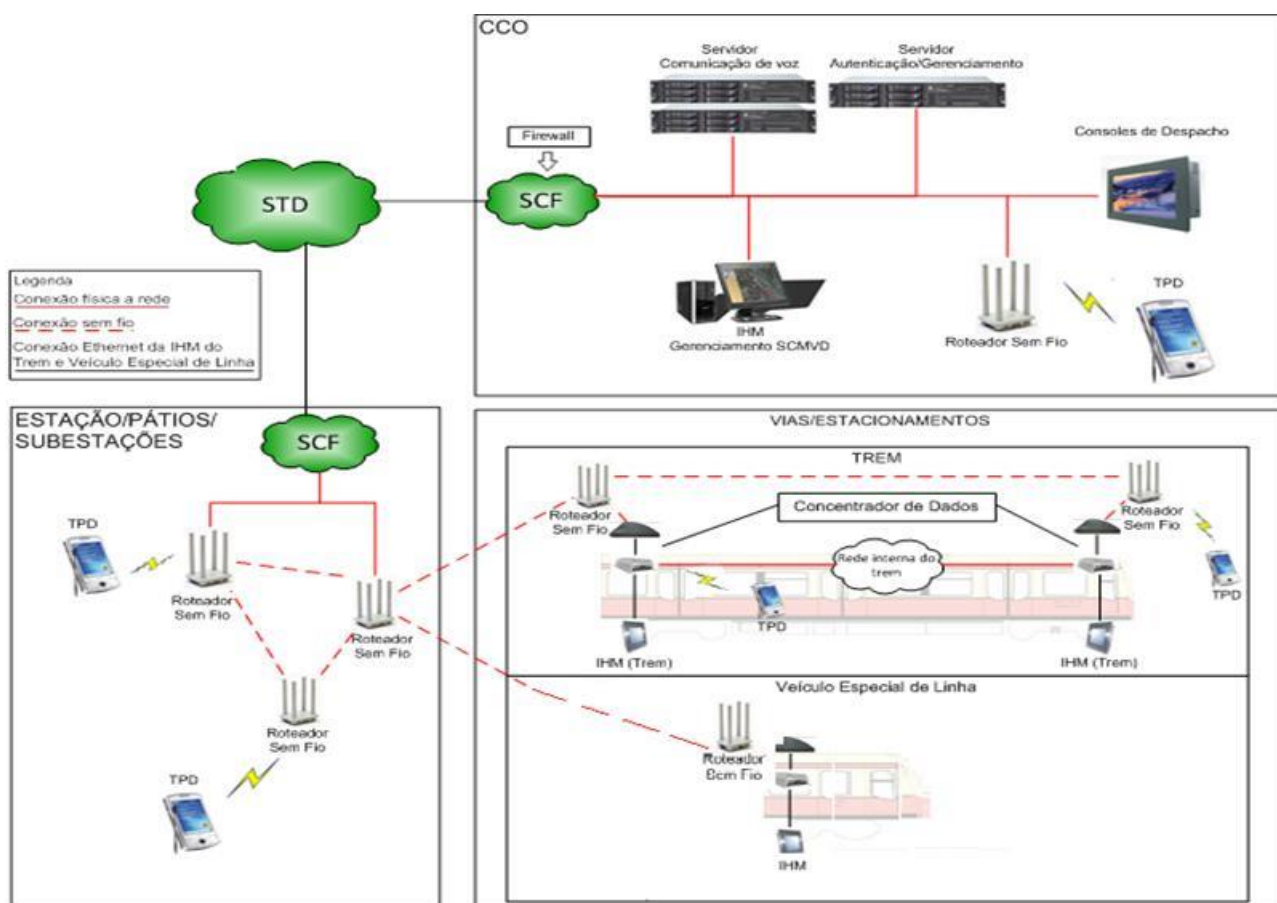 CCO
Servidor
Comunicação de voz
Servidor
Autenticação/Gerenciamento
Firewall
Consoles de Despacho
STD
SCF
Legenda
Conexão física a rede
Conexão sem fio
Conexão Ethernet da IHM do
Trem e Veículo Especial de Linha
IHM
Gerenciamento SCMVD
Roteador Sem Fio
TPD
ESTAÇÃO/PÁTIOS/
SUBESTAÇÕES
SCF
TPD
Roteador
Sem Fio
Roteador
Sem Fio
Roteador
Sem Fio
TPD
VIAS/ESTACIONAMENTOS
TREM
Roteador
Sem Fio
Concentrador de Dados
Roteador
Sem Fio
Rede interna do
trem
TPD
TPD
IHM (Trem)
IHM (Trem)
Veículo Especial de Linha
Roteador
Sem Fio
IHM